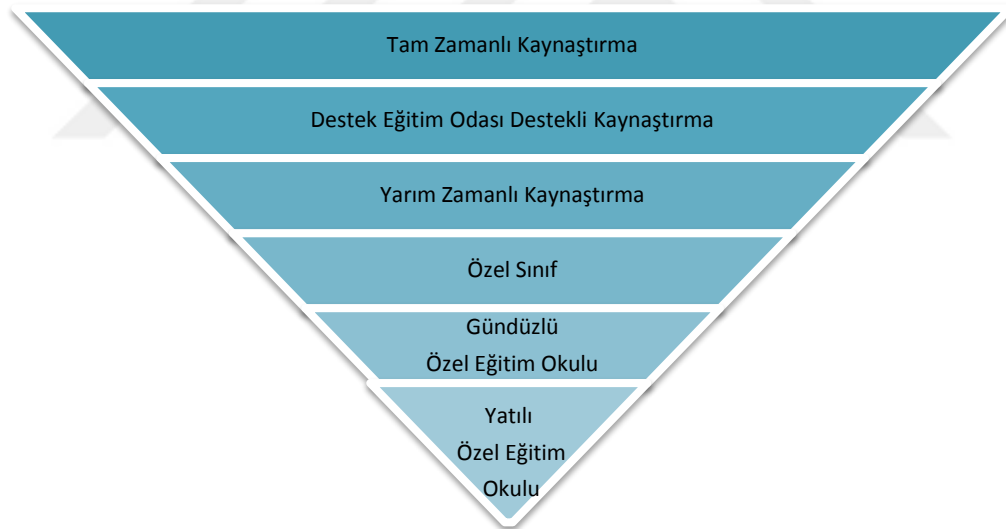 Tam Zamanlı Kaynaştırma
Destek Eğitim Odası Destekli Kaynaştırma
Yarım Zamanlı Kaynaştırma
Özel Sınıf
Gündüzlü
Özel Eğitim Okulu
Yatılı
Özel Eğitim
Okulu